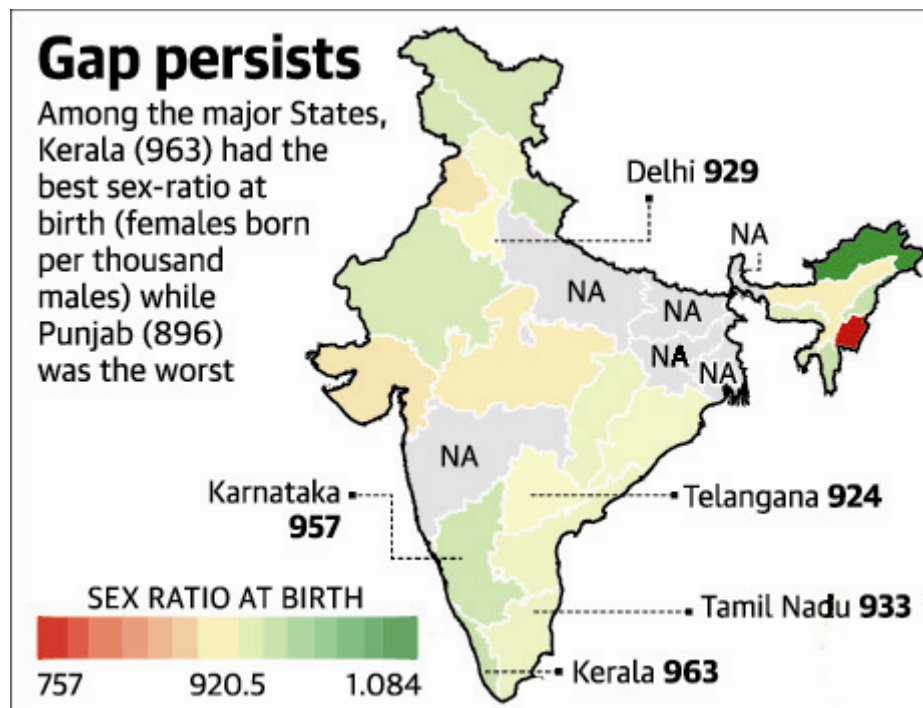 Gap persists
Among the major States,
Kerala (963) had the
best sex-ratio at
birth (females born
per thousand
males) while
Punjab (896)
was the worst
Delhi 929
NA
NA
NA
NA
NA
NA
Karnataka
957
Telangana 924
SEX RATIO AT BIRTH
757 920.5 1.084
Tamil Nadu 933
Kerala 963